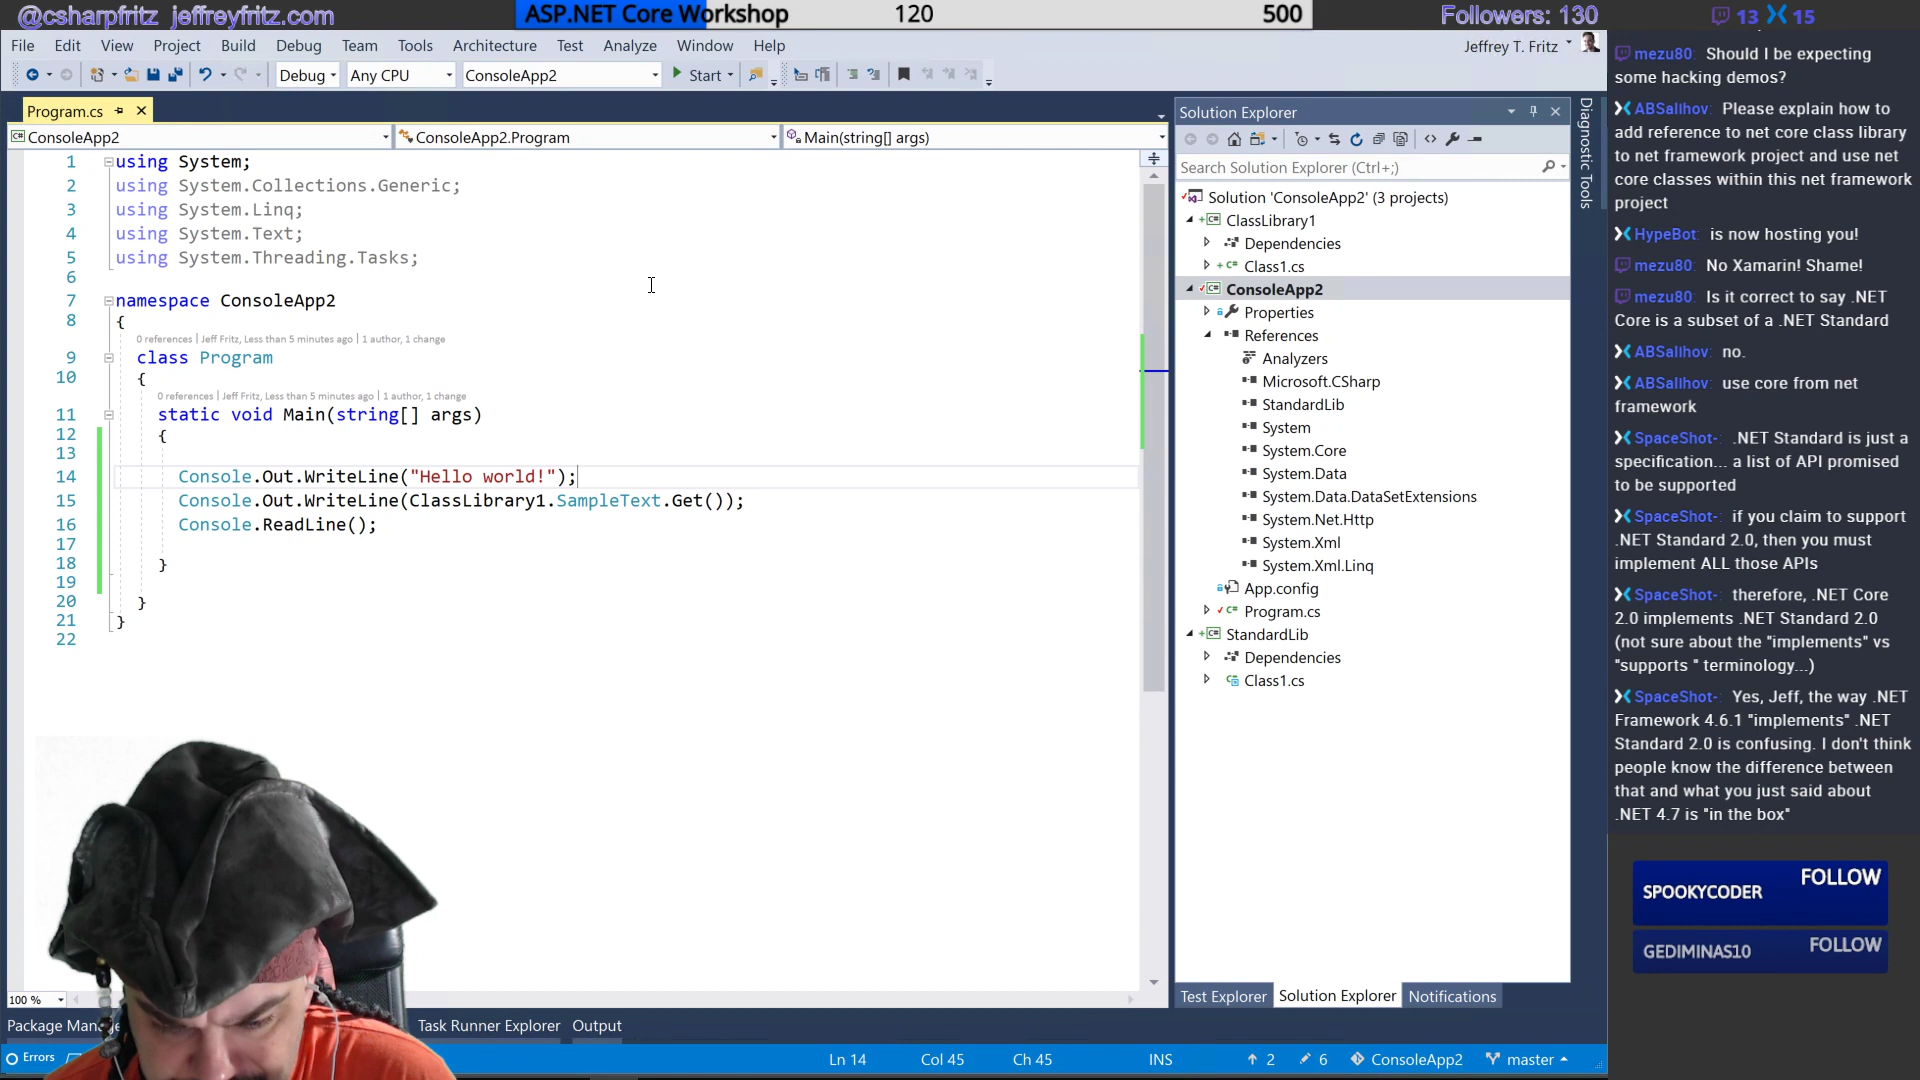 @csharpfritz jeffreyfritz.com
ASP.NET Core Workshop 120 500
Followers: 130
13 15
File Edit View Project Build Debug Team Tools Architecture Test Analyze Window Help
Jeffrey T. Fritz
Debug Any CPU ConsoleApp2 Start
Program.cs
ConsoleApp2 ConsoleApp2.Program Main(string[] args)
1 using System;
2 using System.Collections.Generic;
3 using System.Linq;
4 using System.Text;
5 using System.Threading.Tasks;
6
7 namespace ConsoleApp2
8 {
0 references | Jeff Fritz, Less than 5 minutes ago | 1 author, 1 change
9 class Program
10 {
0 references | Jeff Fritz, Less than 5 minutes ago | 1 author, 1 change
11 static void Main(string[] args)
12 {
13
14 Console.Out.WriteLine("Hello world!");
15 Console.Out.WriteLine(ClassLibrary1.SampleText.Get());
16 Console.ReadLine();
17
18 }
19
20 }
21 }
22
100 %
Package Mana
Task Runner Explorer Output
Errors
Ln 14 Col 45 Ch 45 INS 2 6 ConsoleApp2 master
Solution Explorer
Search Solution Explorer (Ctrl+;)
Solution 'ConsoleApp2' (3 projects)
ClassLibrary1
Dependencies
Class1.cs
ConsoleApp2
Properties
References
Analyzers
Microsoft.CSharp
StandardLib
System
System.Core
System.Data
System.Data.DataSetExtensions
System.Net.Http
System.Xml
System.Xml.Linq
App.config
Program.cs
StandardLib
Dependencies
Class1.cs
Test Explorer Solution Explorer Notifications
Diagnostic Tools
mezu80: Should I be expecting
some hacking demos?
ABSalihov: Please explain how to
add reference to net core class library
to net framework project and use net
core classes within this net framework
project
HypeBot: is now hosting you!
mezu80: No Xamarin! Shame!
mezu80: Is it correct to say .NET
Core is a subset of a .NET Standard
ABSalihov: no.
ABSalihov: use core from net
framework
SpaceShot-: .NET Standard is just a
specification... a list of API promised
to be supported
SpaceShot-: if you claim to support
.NET Standard 2.0, then you must
implement ALL those APIs
SpaceShot-: therefore, .NET Core
2.0 implements .NET Standard 2.0
(not sure about the "implements" vs
"supports " terminology...)
SpaceShot-: Yes, Jeff, the way .NET
Framework 4.6.1 "implements" .NET
Standard 2.0 is confusing. I don't think
people know the difference between
that and what you just said about
.NET 4.7 is "in the box"
SPOOKYCODER FOLLOW
GEDIMINAS10 FOLLOW